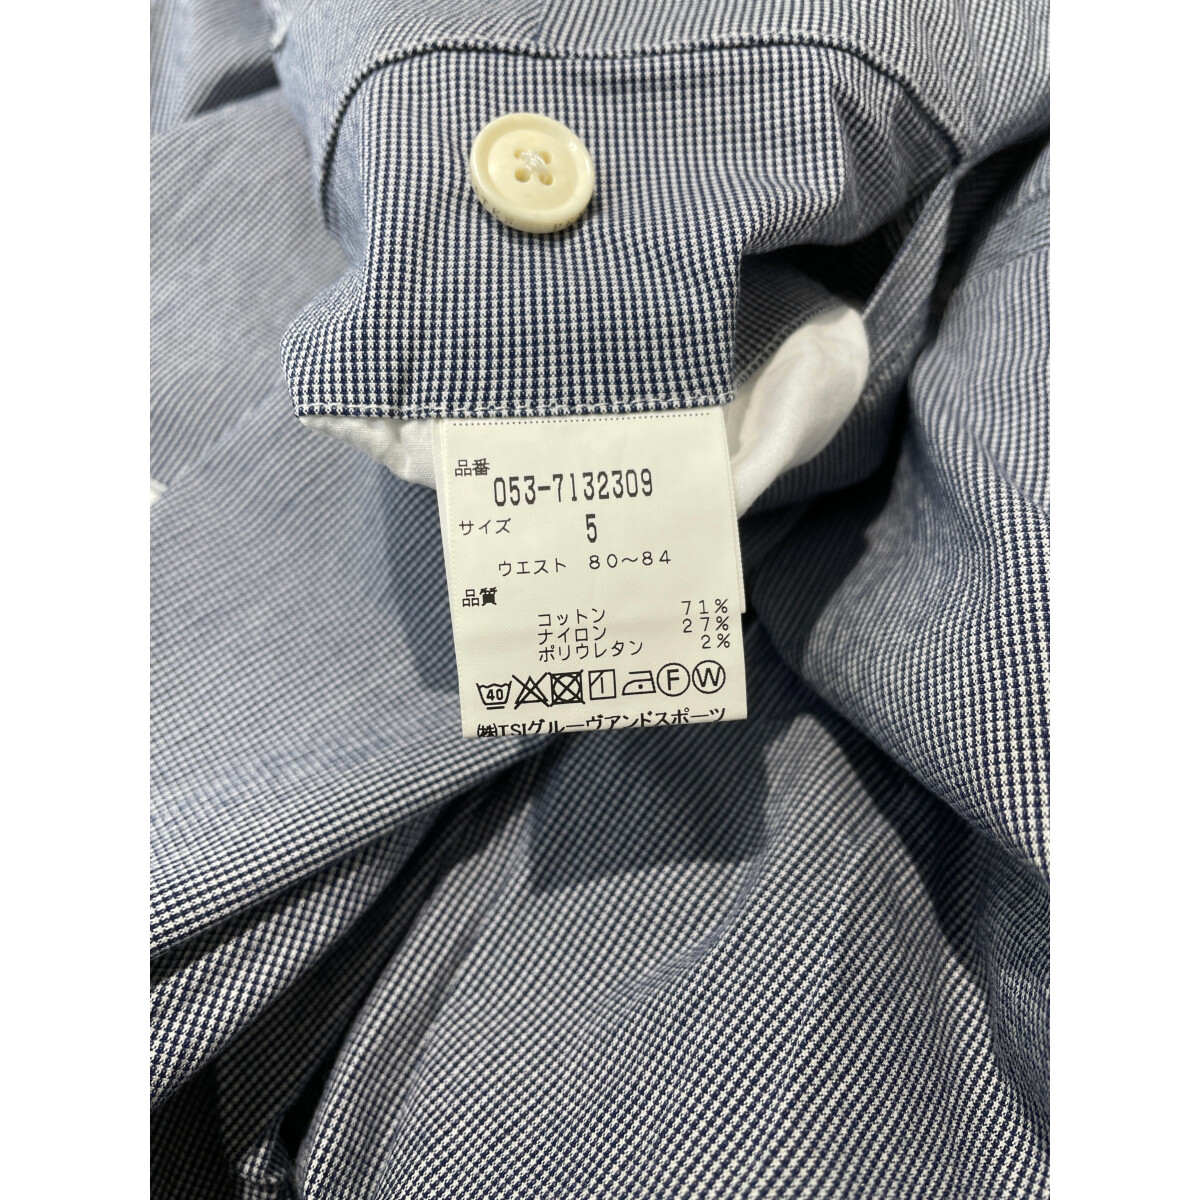 品番
053-7132309
サイズ 5
ウエスト 80～84
品質
コットン 71%
ナイロン 27%
ポリウレタン 2%
40 F W
㈱TSIグルーヴアンドスポーツ